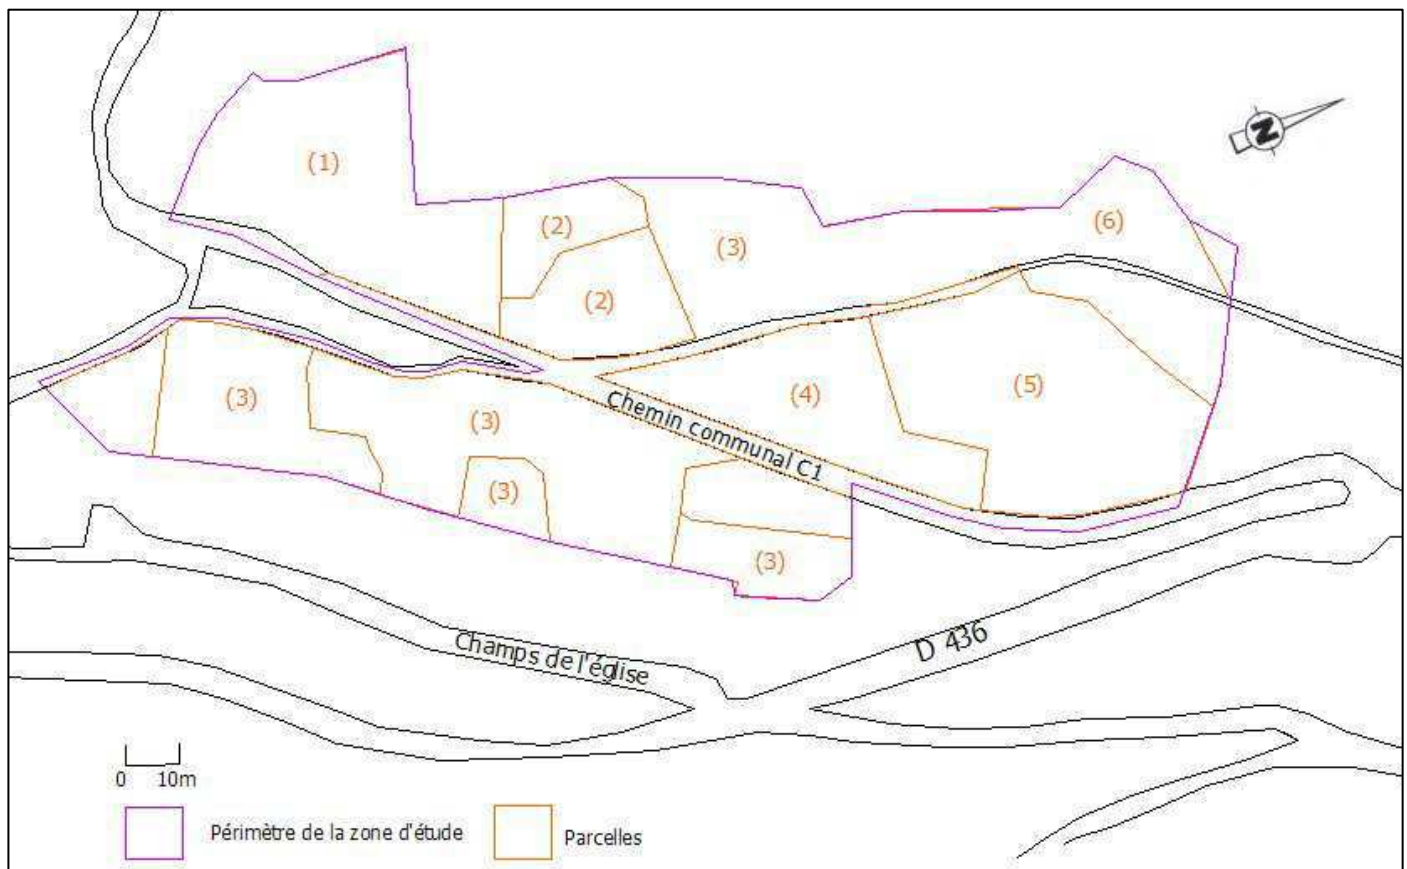 N
(1)
(2)
(3)
(6)
(2)
(3)
(3)
(4)
(5)
(3)
(3)
Chemin communal C1
Champs de l'église
D 436
0 10m
Périmètre de la zone d'étude
Parcelles